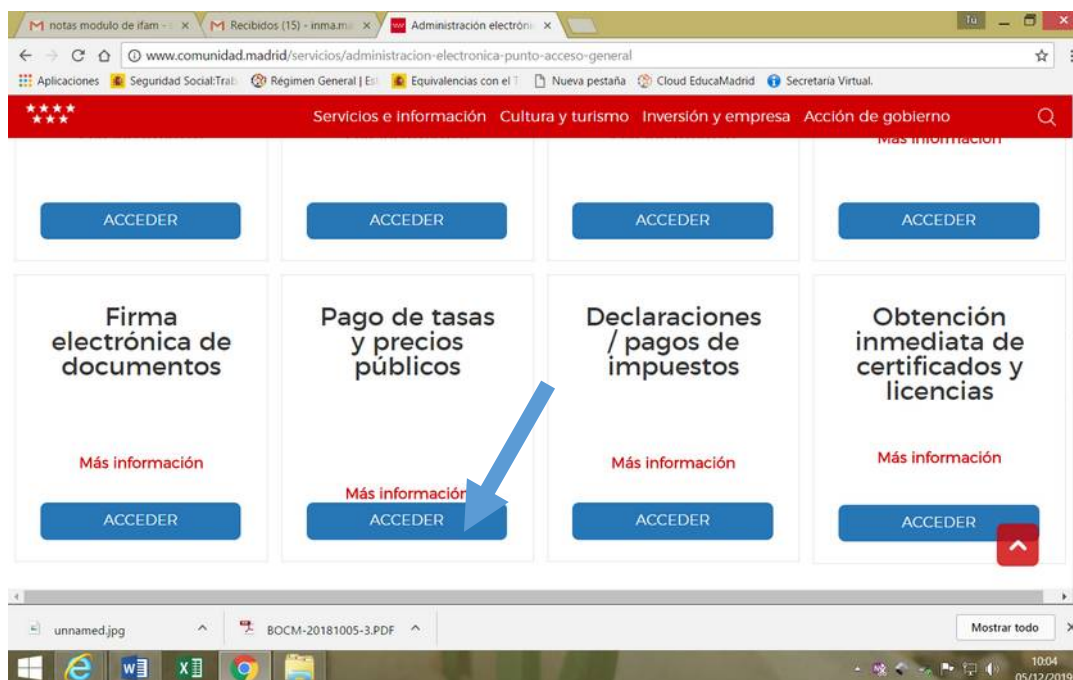 notas modulo de ifam -
Recibidos (15) - inma.ma
Administración electróni
Tú
www.comunidad.madrid/servicios/administracion-electronica-punto-acceso-general
Aplicaciones
Seguridad Social:Trab
Régimen General | Es
Equivalencias con el T
Nueva pestaña
Cloud EducaMadrid
Secretaría Virtual.
Servicios e información
Cultura y turismo
Inversión y empresa
Acción de gobierno
Más información
ACCEDER
ACCEDER
ACCEDER
ACCEDER
Firma
electrónica de
documentos
Más información
ACCEDER
Pago de tasas
y precios
públicos
Más información
ACCEDER
Declaraciones
/ pagos de
impuestos
Más información
ACCEDER
Obtención
inmediata de
certificados y
licencias
Más información
ACCEDER
unnamed.jpg
BOCM-20181005-3.PDF
Mostrar todo
10:04
05/12/2019